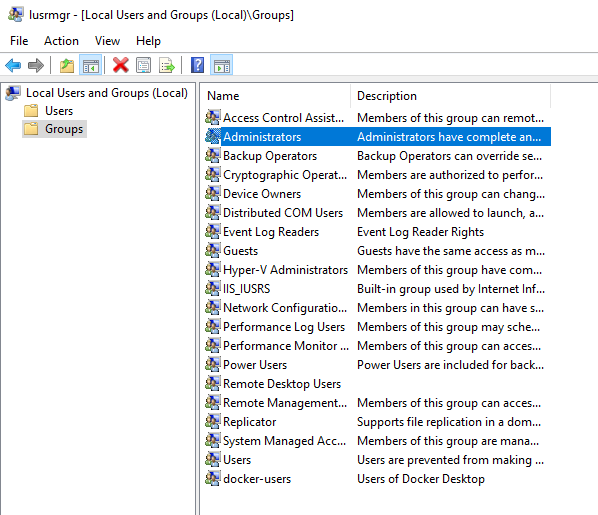 lusrmgr - [Local Users and Groups (Local)\Groups]
File Action View Help
Local Users and Groups (Local)
Users
Groups
Name Description
Access Control Assist... Members of this group can remot...
Administrators Administrators have complete an...
Backup Operators Backup Operators can override se...
Cryptographic Operat... Members are authorized to perfor...
Device Owners Members of this group can chang...
Distributed COM Users Members are allowed to launch, a...
Event Log Readers Event Log Reader Rights
Guests Guests have the same access as m...
Hyper-V Administrators Members of this group have com...
IIS_IUSRS Built-in group used by Internet Inf...
Network Configuratio... Members in this group can have s...
Performance Log Users Members of this group may sche...
Performance Monitor ... Members of this group can acces...
Power Users Power Users are included for back...
Remote Desktop Users
Remote Management... Members of this group can acces...
Replicator Supports file replication in a dom...
System Managed Acc... Members of this group are mana...
Users Users are prevented from making ...
docker-users Users of Docker Desktop